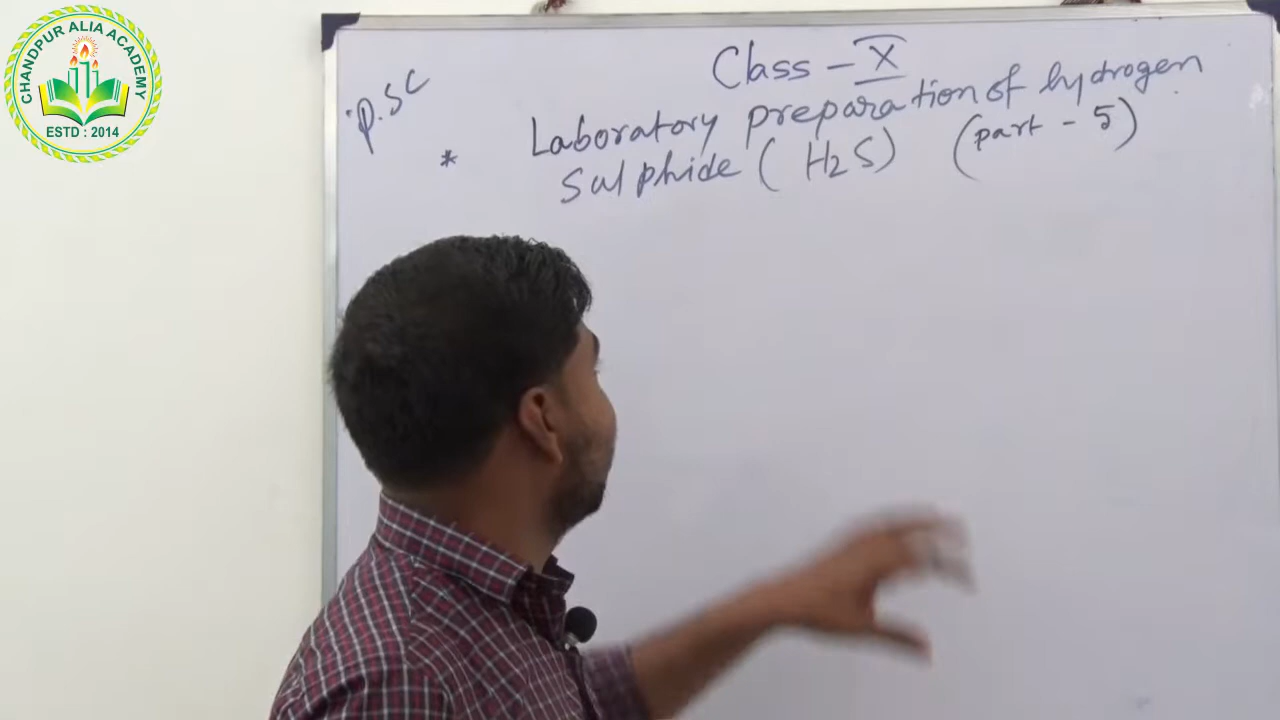 CHANDPUR ALIA ACADEMY
ESTD : 2014
P.SC
Class - X
* Laboratory preparation of hydrogen
Sulphide ( H2S) (part - 5)